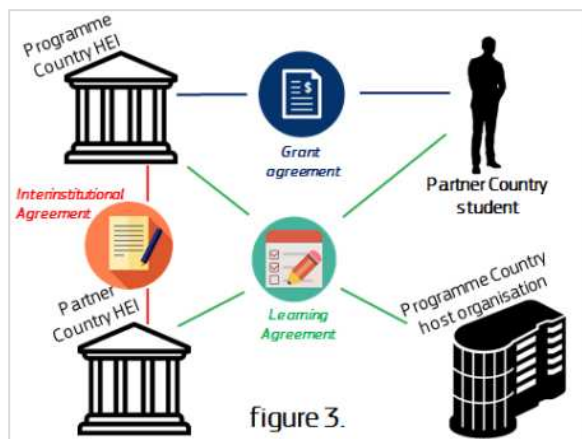 Programme
Country HEI
$
Grant
agreement
Partner Country
student
Interinstitutional
Agreement
Partner
Country HEI
Learning
Agreement
Programme Country
host organisation
figure 3.